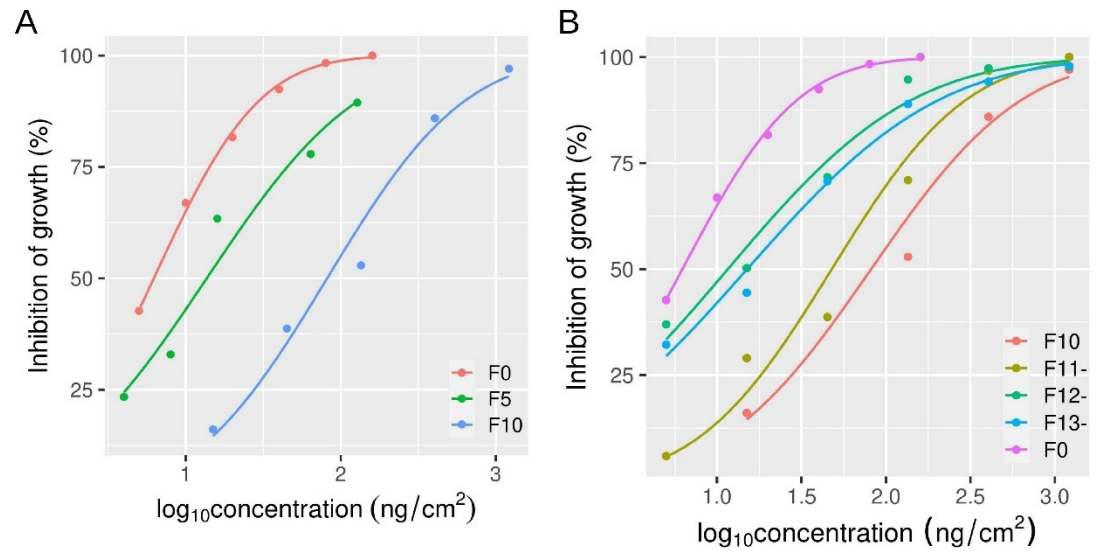 A
Inhibition of growth (%)
100
75
50
25
1
2
3
log₁₀concentration (ng/cm²)
F0
F5
F10
B
Inhibition of growth (%)
100
75
50
25
1.0
1.5
2.0
2.5
3.0
log₁₀concentration (ng/cm²)
F10
F11-
F12-
F13-
F0